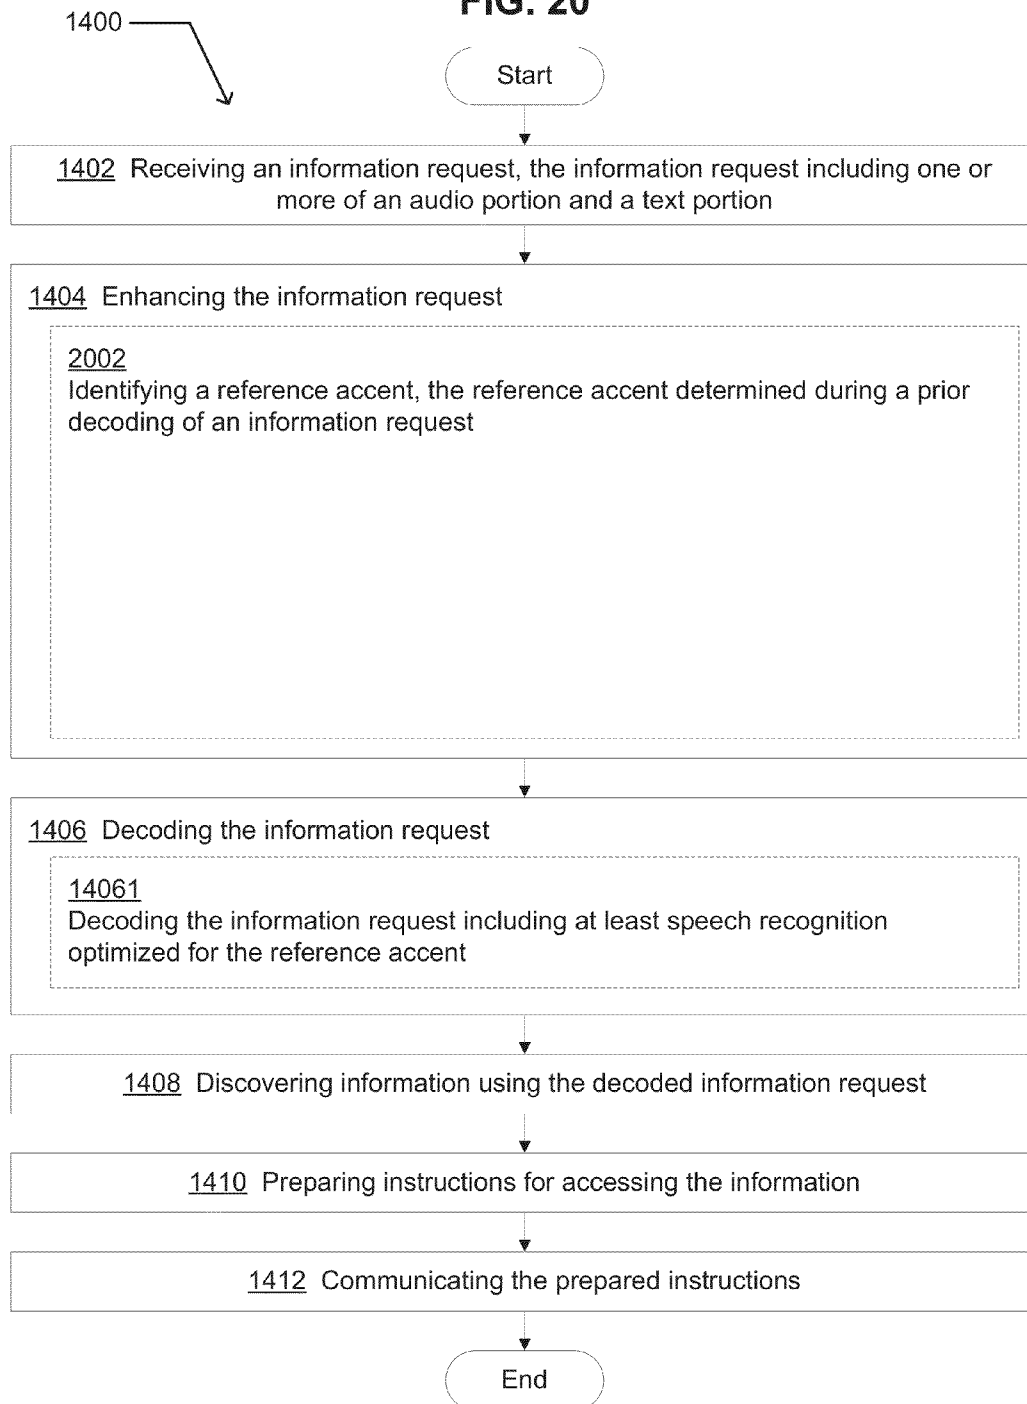 FIG. 20
1400
Start
1402 Receiving an information request, the information request including one or
more of an audio portion and a text portion
1404 Enhancing the information request
2002
Identifying a reference accent, the reference accent determined during a prior
decoding of an information request
1406 Decoding the information request
14061
Decoding the information request including at least speech recognition
optimized for the reference accent
1408 Discovering information using the decoded information request
1410 Preparing instructions for accessing the information
1412 Communicating the prepared instructions
End